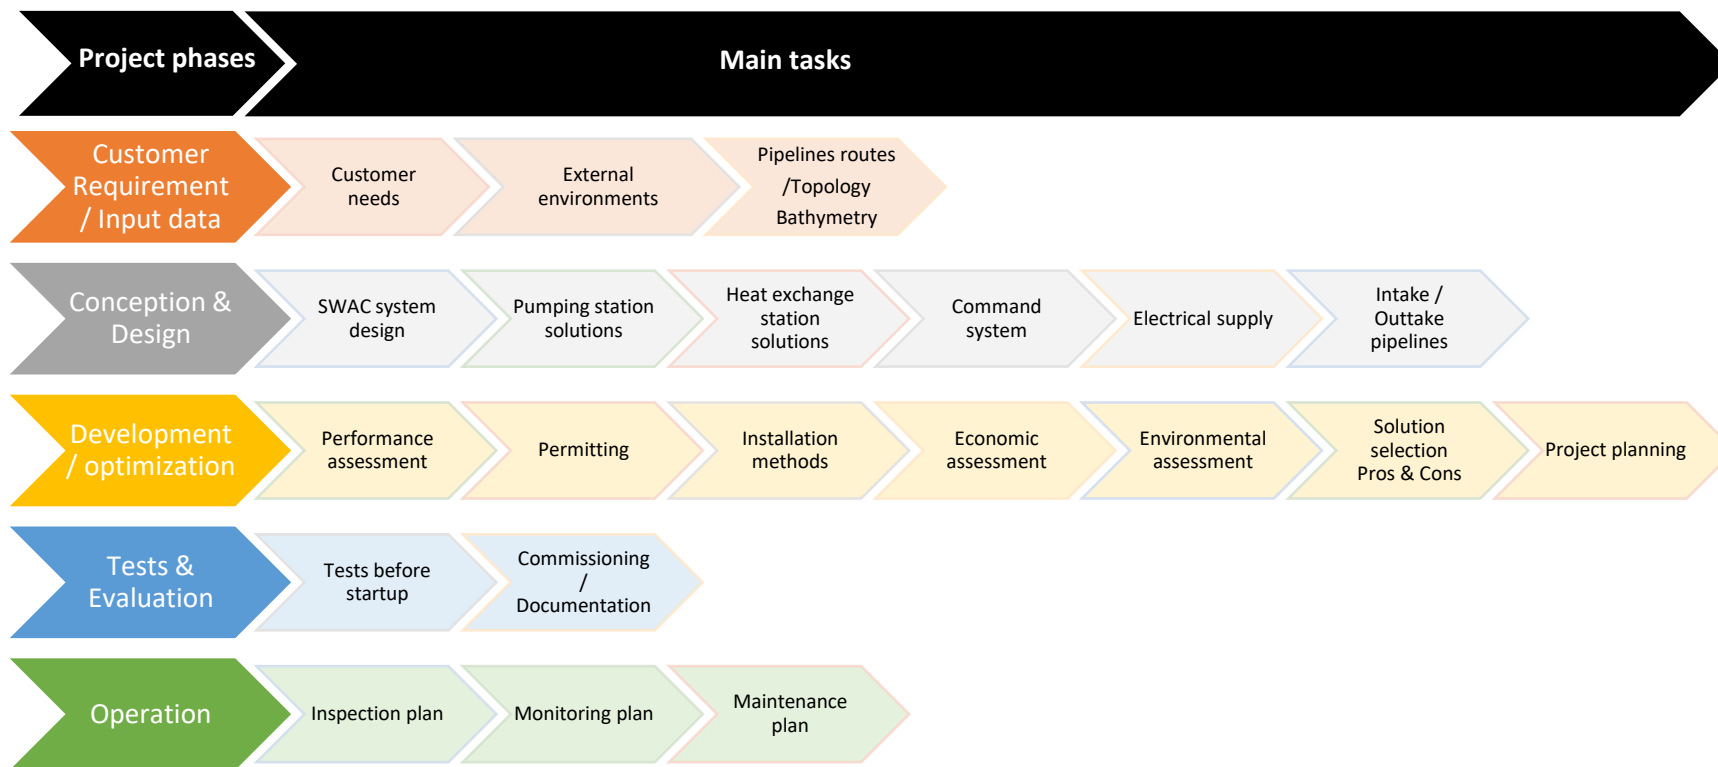 Project phases
Main tasks
Customer
Requirement
/ Input data
Customer
needs
External
environments
Pipelines routes
/Topology
Bathymetry
Conception &
Design
SWAC system
design
Pumping station
solutions
Heat exchange
station
solutions
Command
system
Electrical supply
Intake /
Outtake
pipelines
Development
/ optimization
Performance
assessment
Permitting
Installation
methods
Economic
assessment
Environmental
assessment
Solution
selection
Pros & Cons
Project planning
Tests &
Evaluation
Tests before
startup
Commissioning
/
Documentation
Operation
Inspection plan
Monitoring plan
Maintenance
plan